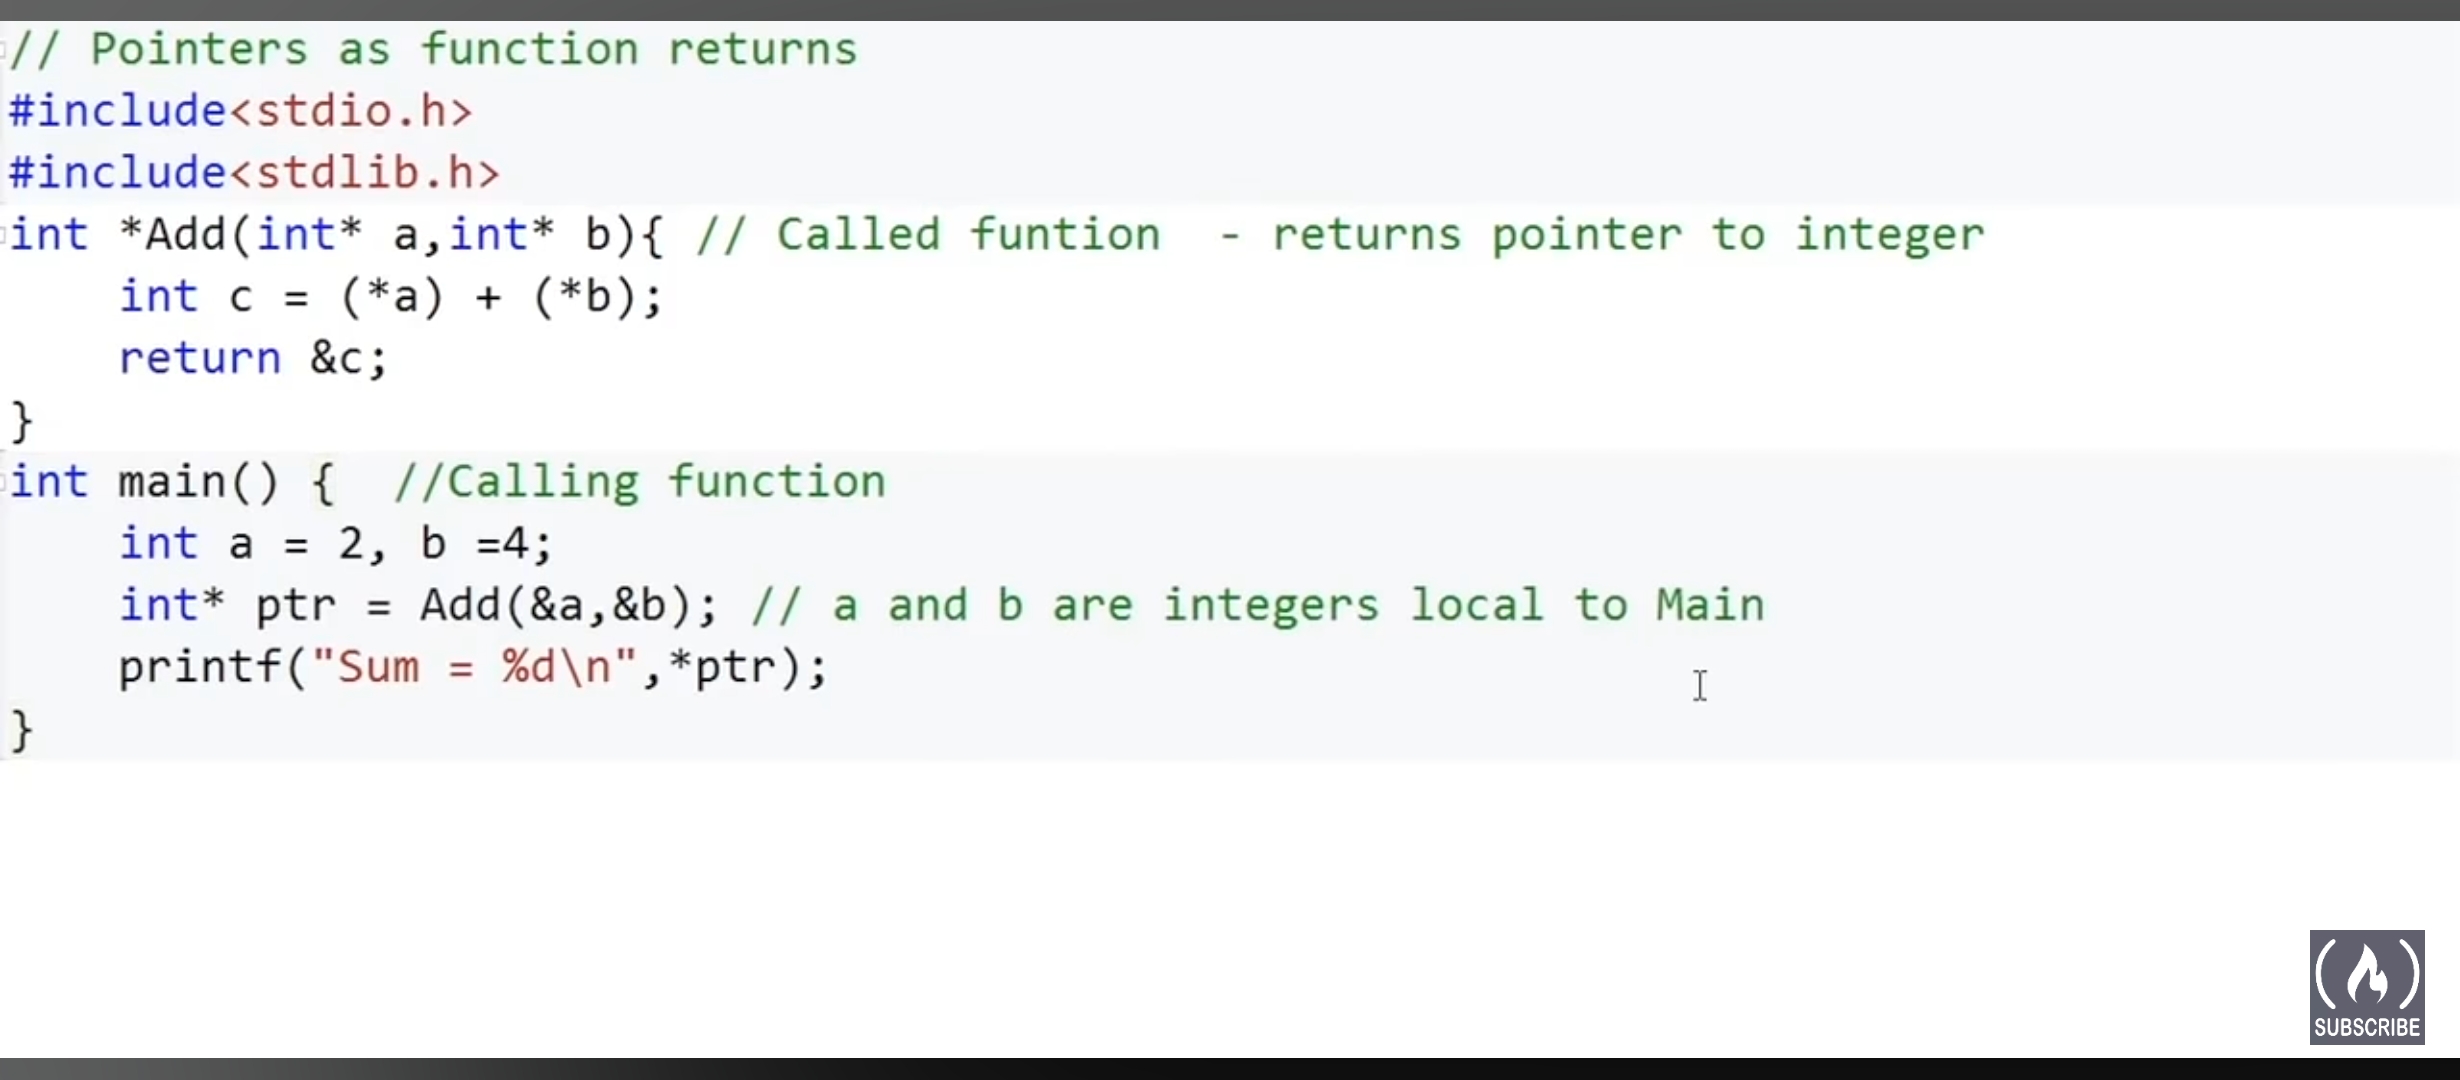 // Pointers as function returns
#include<stdio.h>
#include<stdlib.h>
int *Add(int* a,int* b){ // Called funtion  - returns pointer to integer
    int c = (*a) + (*b);
    return &c;
}
int main() {  //Calling function
    int a = 2, b =4;
    int* ptr = Add(&a,&b); // a and b are integers local to Main
    printf("Sum = %d\n",*ptr);
}
SUBSCRIBE